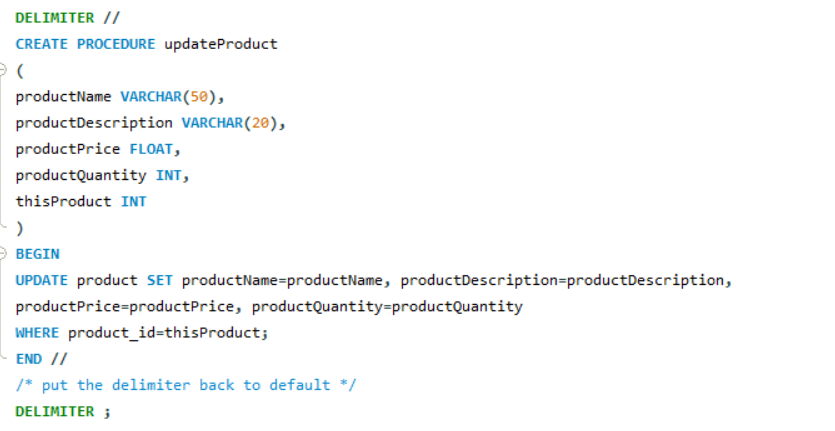 DELIMITER //
CREATE PROCEDURE updateProduct
(
productName VARCHAR(50),
productDescription VARCHAR(20),
productPrice FLOAT,
productQuantity INT,
thisProduct INT
)
BEGIN
UPDATE product SET productName=productName, productDescription=productDescription,
productPrice=productPrice, productQuantity=productQuantity
WHERE product_id=thisProduct;
END //
/* put the delimiter back to default */
DELIMITER ;